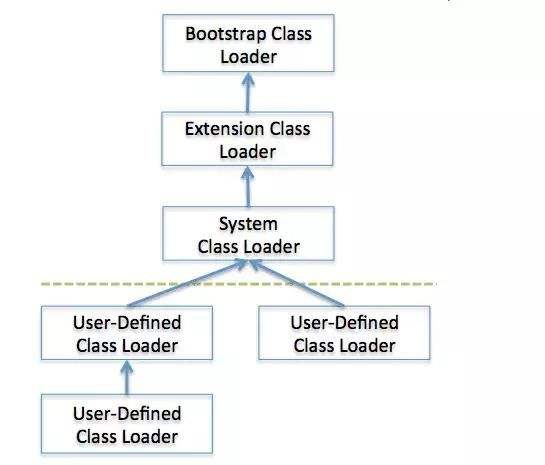 Bootstrap Class
Loader
Extension Class
Loader
System
Class Loader
User-Defined
Class Loader
User-Defined
Class Loader
User-Defined
Class Loader